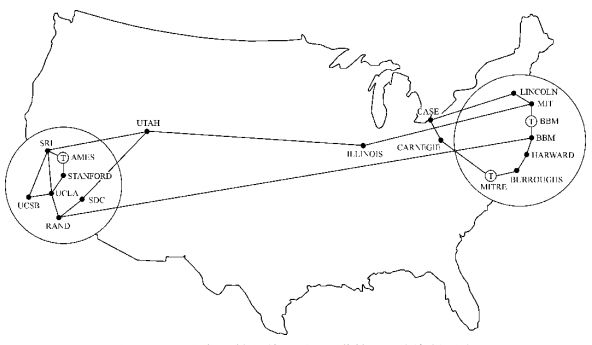 LINCOLN
MIT
CASE
T BBM
UTAH
BBM
SRI
CARNEGIE
ILLINOIS
T AMES
HARWARD
STANFORD
T
BURROUGHS
MITRE
UCLA
SDC
UCSB
RAND